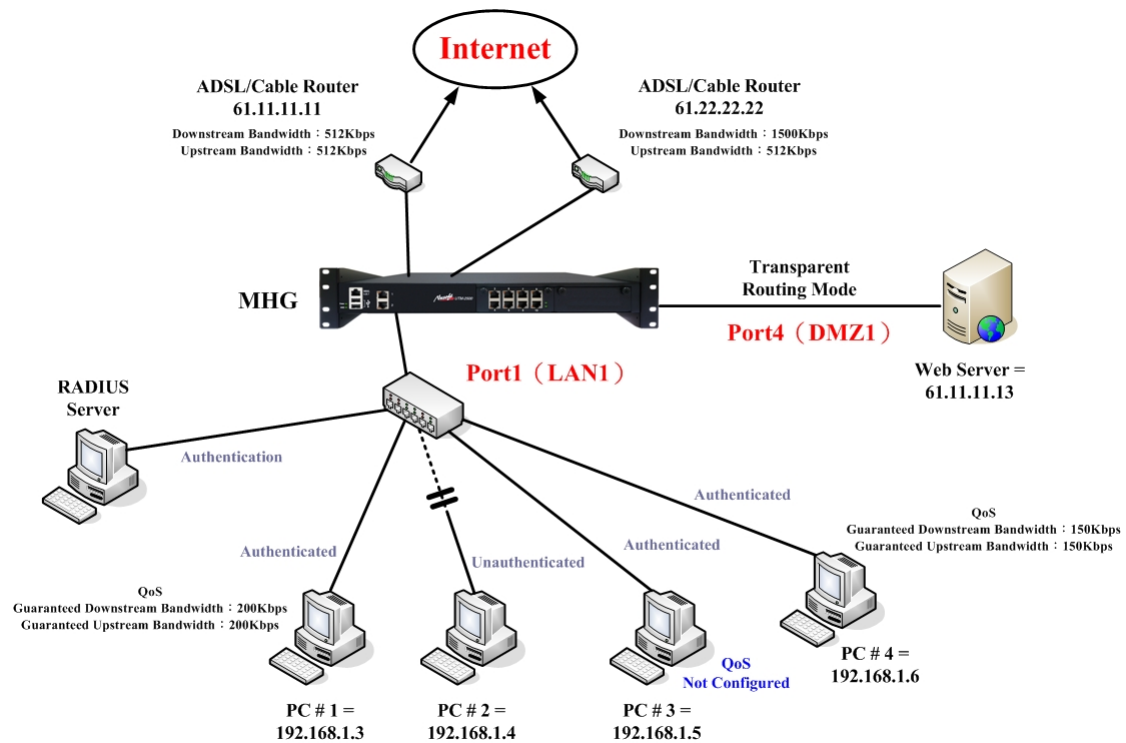 Internet
ADSL/Cable Router
61.11.11.11
Downstream Bandwidth：512Kbps
Upstream Bandwidth：512Kbps
ADSL/Cable Router
61.22.22.22
Downstream Bandwidth：1500Kbps
Upstream Bandwidth：512Kbps
MHG
Transparent
Routing Mode
Port4（DMZ1）
Web Server =
61.11.11.13
Port1（LAN1）
RADIUS
Server
Authentication
Authenticated
Unauthenticated
Authenticated
Authenticated
QoS
Guaranteed Downstream Bandwidth：200Kbps
Guaranteed Upstream Bandwidth：200Kbps
QoS
Guaranteed Downstream Bandwidth：150Kbps
Guaranteed Upstream Bandwidth：150Kbps
QoS
Not Configured
PC # 1 =
192.168.1.3
PC # 2 =
192.168.1.4
PC # 3 =
192.168.1.5
PC # 4 =
192.168.1.6